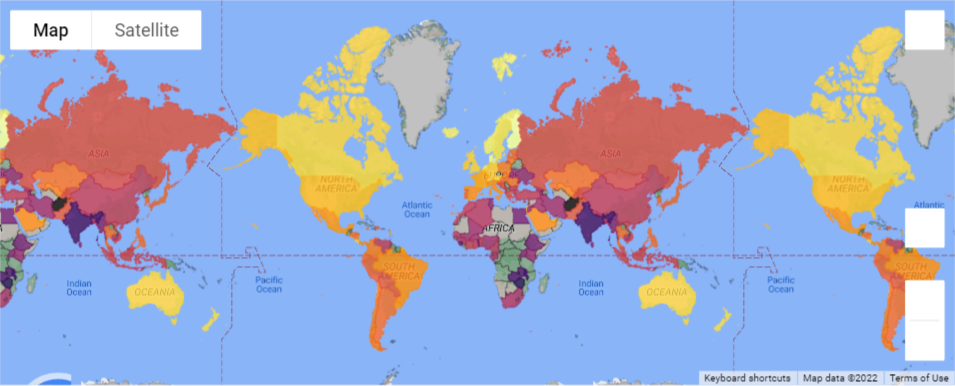 Map
Satellite
ASIA
NORTH
AMERICA
Atlantic
Ocean
AFRICA
SOUTH
AMERICA
OCEANIA
Indian
Ocean
Pacific
Ocean
ASIA
NORTH
AMERICA
Atlantic
SOUTH
AMERICA
OCEANIA
Indian
Ocean
Pacific
Ocean
Keyboard shortcuts
Map data ©2022
Terms of Use